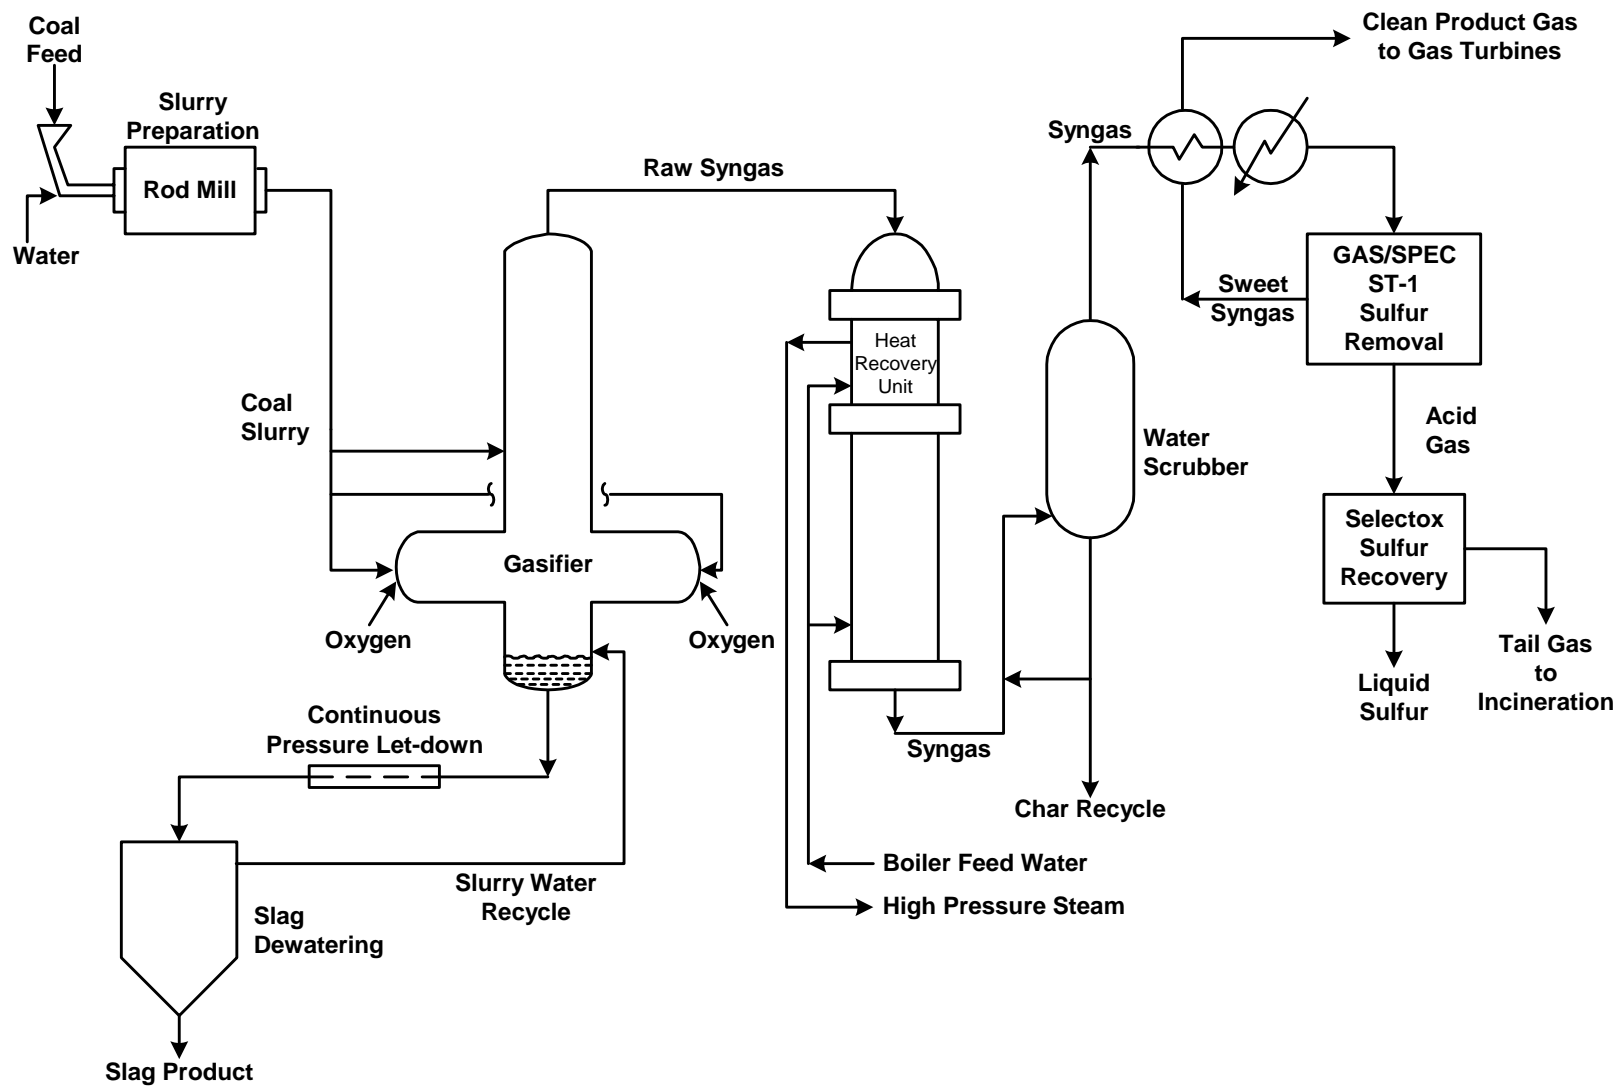 Coal
Feed
Slurry
Preparation
Rod Mill
Water
Coal
Slurry
Raw Syngas
Gasifier
Oxygen
Oxygen
Continuous
Pressure Let-down
Slurry Water
Recycle
Slag
Dewatering
Slag Product
Heat
Recovery
Unit
Syngas
Boiler Feed Water
High Pressure Steam
Water
Scrubber
Char Recycle
Syngas
Clean Product Gas
to Gas Turbines
Sweet
Syngas
GAS/SPEC
ST-1
Sulfur
Removal
Acid
Gas
Selectox
Sulfur
Recovery
Liquid
Sulfur
Tail Gas
to
Incineration